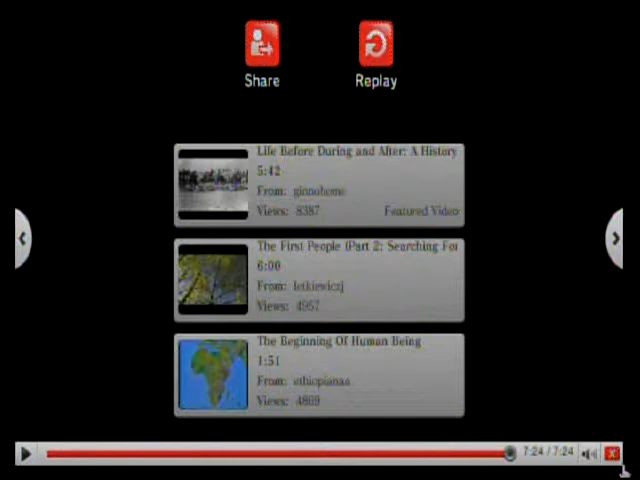 Share
Replay
Life Before During and After: A History
5:42
From: ginnohome
Views: 8387 Featured Video
The First People (Part 2: Searching For
6:00
From: letkiewiczj
Views: 4957
The Beginning Of Human Being
1:51
From: ethiopianaa
Views: 4869
7:24 / 7:24